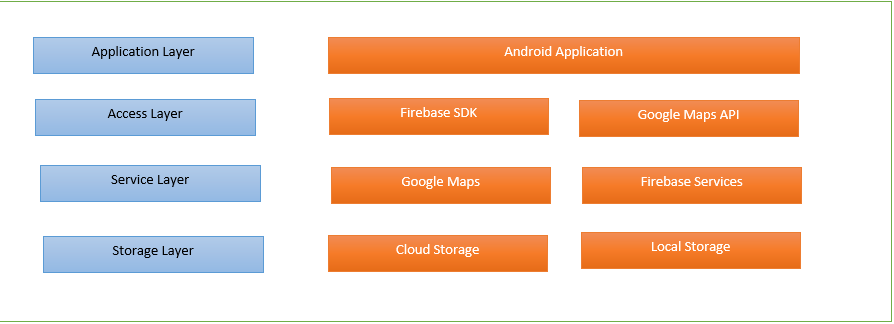 Application Layer
Android Application
Access Layer
Firebase SDK
Google Maps API
Service Layer
Google Maps
Firebase Services
Storage Layer
Cloud Storage
Local Storage